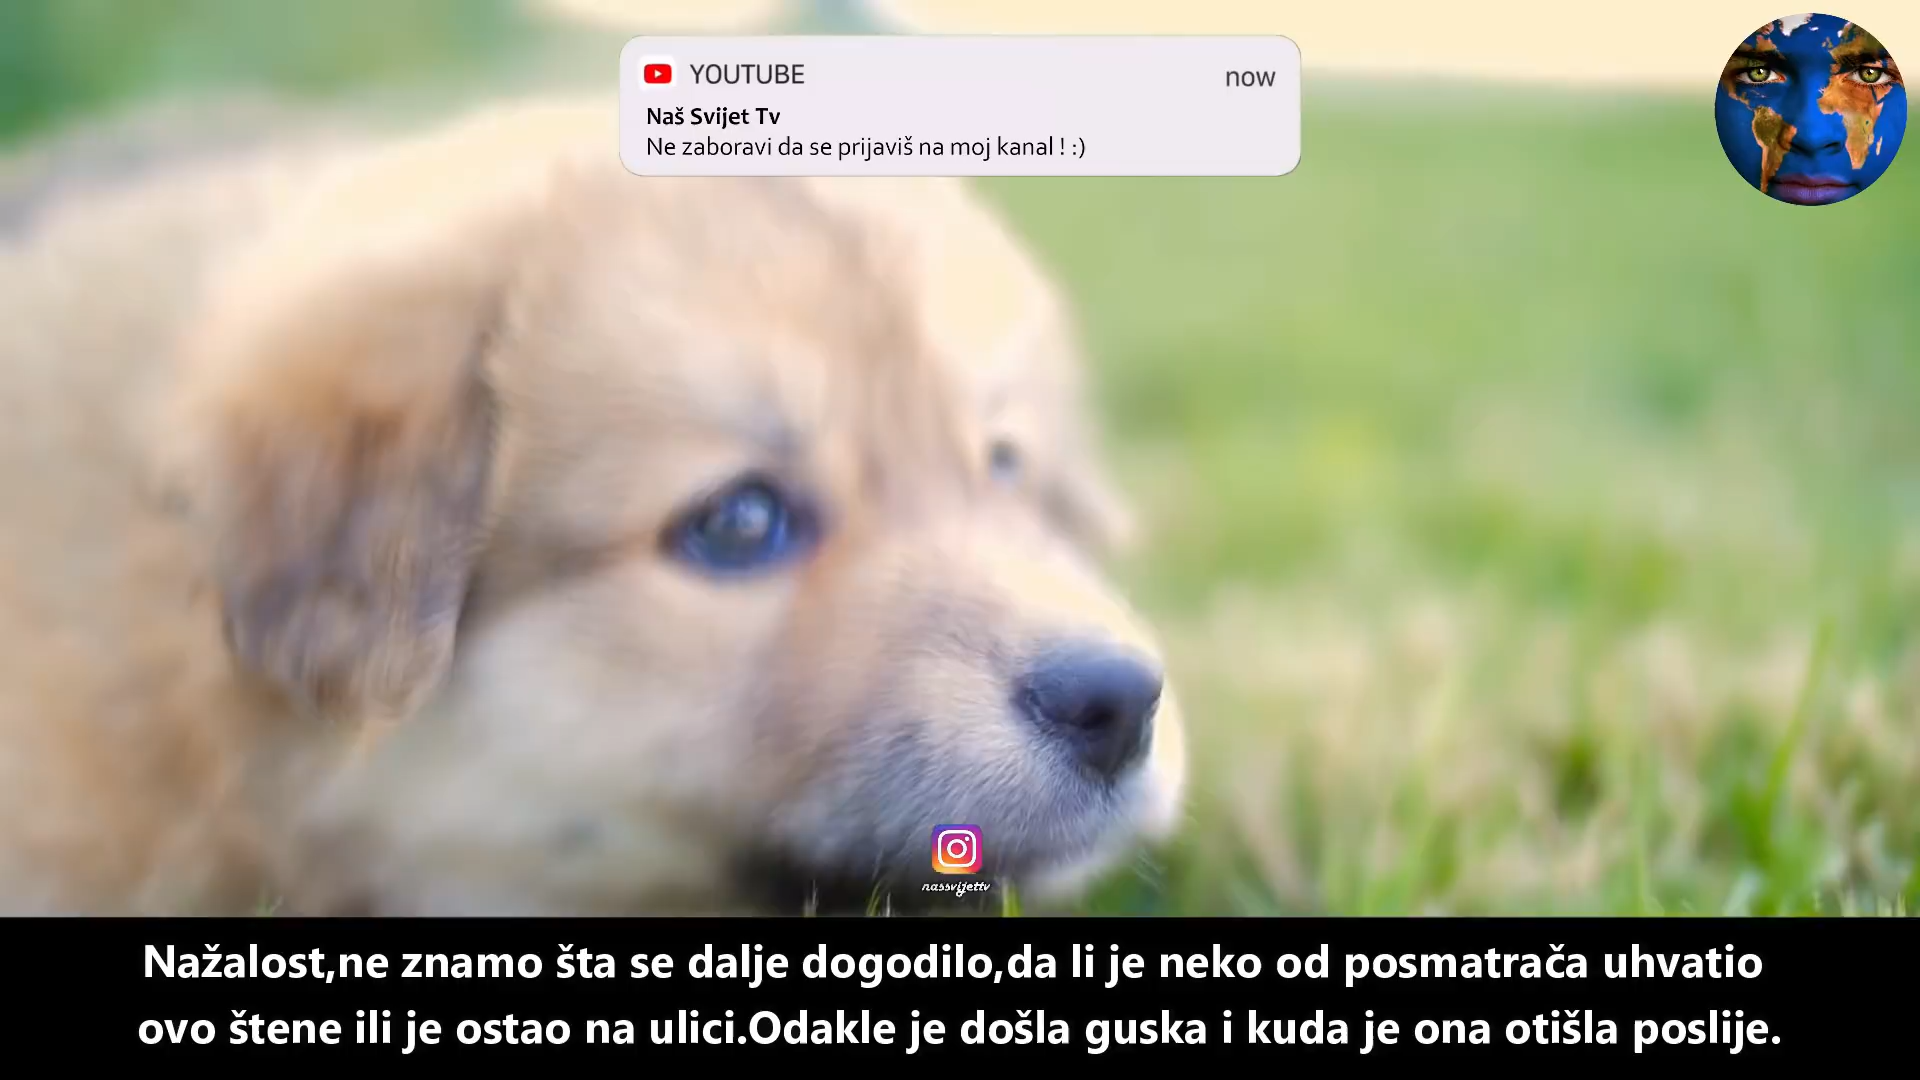 YOUTUBE
now
Naš Svijet Tv
Ne zaboravi da se prijaviš na moj kanal ! :)
nassvijettv
Nažalost,ne znamo šta se dalje dogodilo,da li je neko od posmatrača uhvatio
ovo štene ili je ostao na ulici.Odakle je došla guska i kuda je ona otišla poslije.